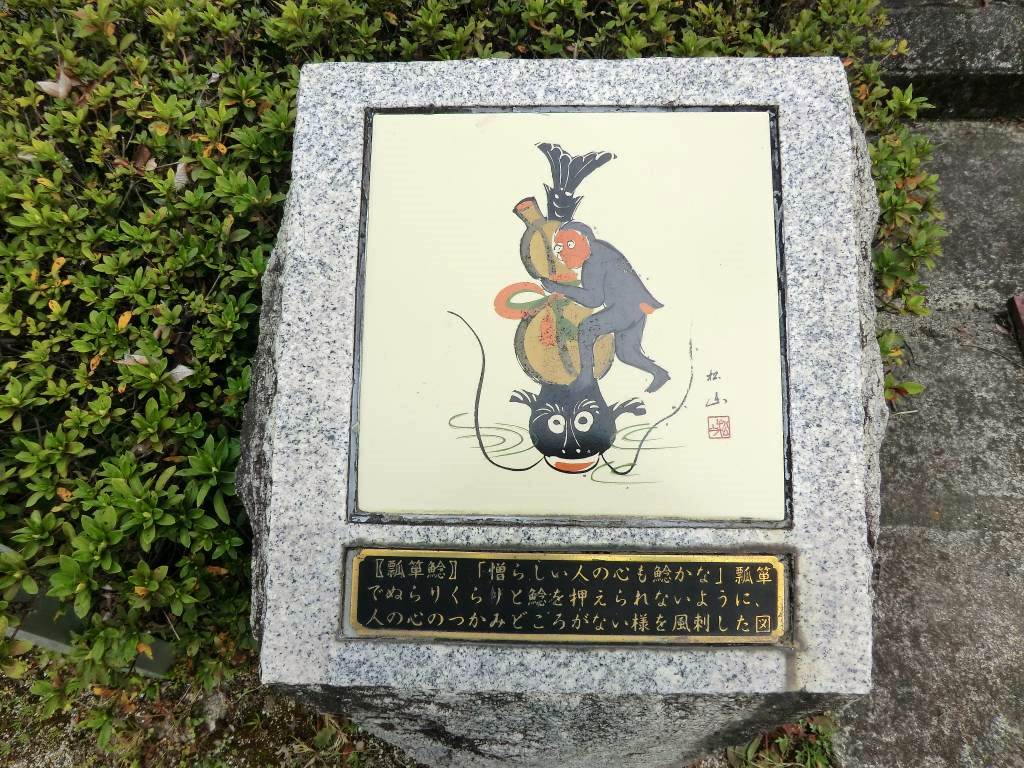 松山
松山
〖瓢箪鯰〗「憎らしい人の心も鯰かな」瓢箪
でぬらりくらりと鯰を押えられないように、
人の心のつかみどころがない様を風刺した図